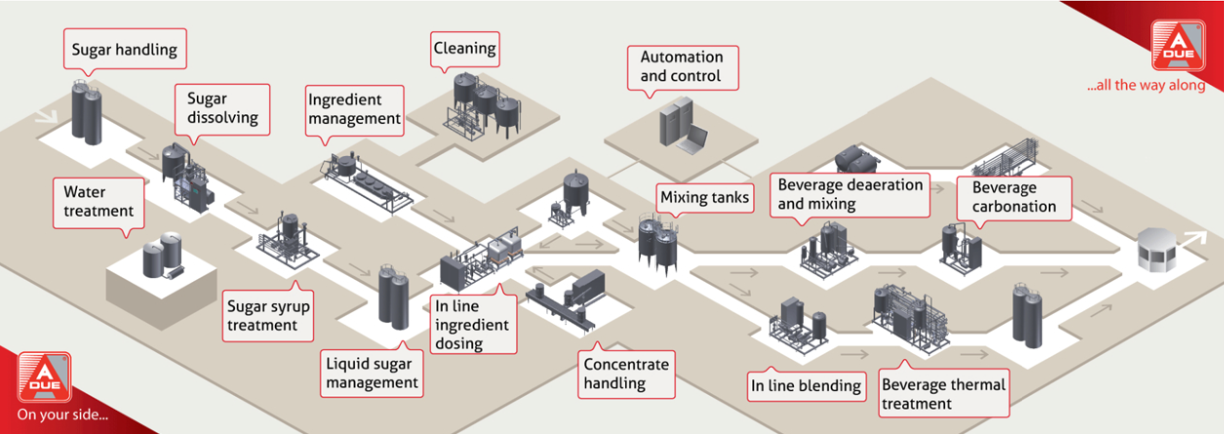 Sugar handling
Cleaning
Automation
and control
A
DUE
...all the way along
Sugar
dissolving
Ingredient
management
Water
treatment
Mixing tanks
Beverage deaeration
and mixing
Beverage
carbonation
Sugar syrup
treatment
In line
ingredient
dosing
Liquid sugar
management
Concentrate
handling
In line blending
Beverage thermal
treatment
A
DUE
On your side...